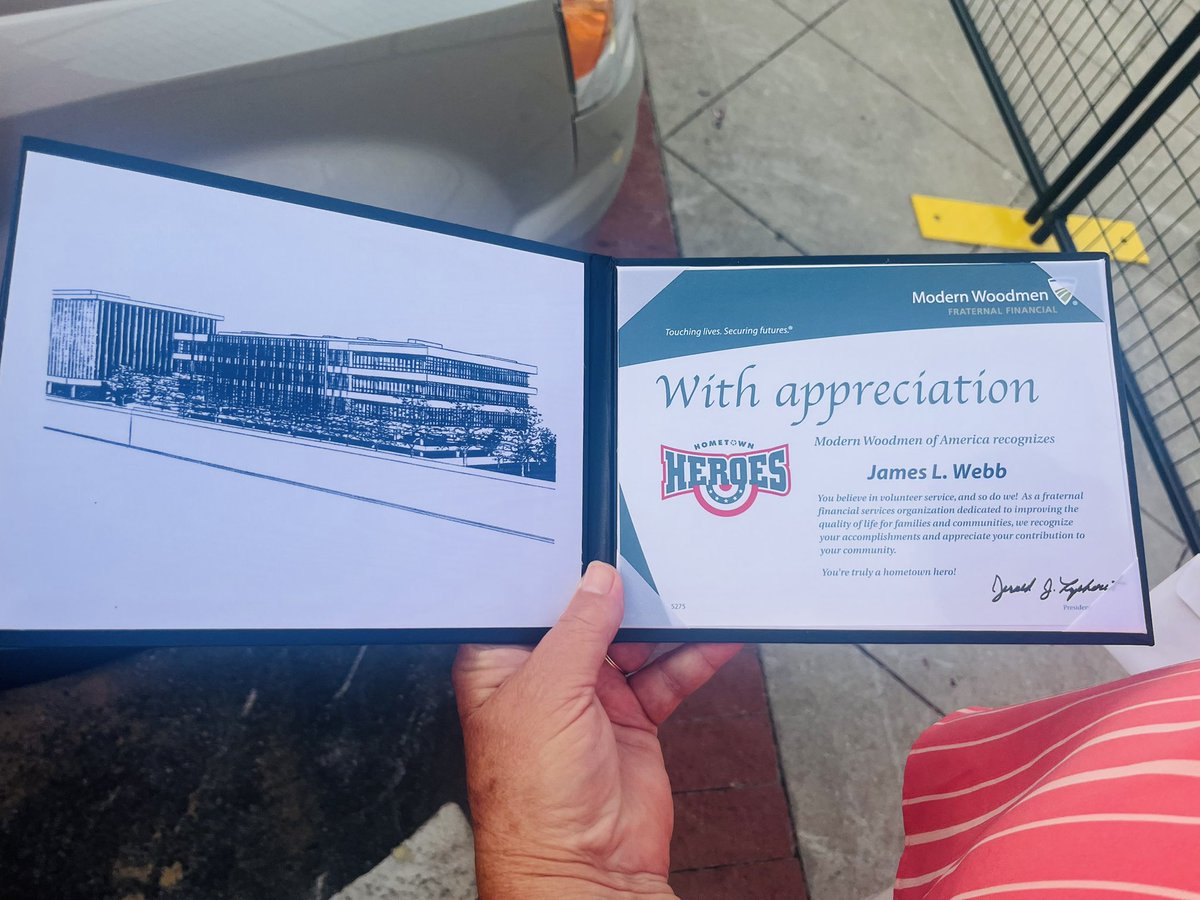 Modern Woodmen
FRATERNAL FINANCIAL
Touching lives. Securing futures.®
With appreciation
HOMETOWN
HEROES
Modern Woodmen of America recognizes
James L. Webb
You believe in volunteer service, and so do we! As a fraternal
financial services organization dedicated to improving the
quality of life for families and communities, we recognize
your accomplishments and appreciate your contribution to
your community.
You're truly a hometown hero!
Jerald J.
President
5275